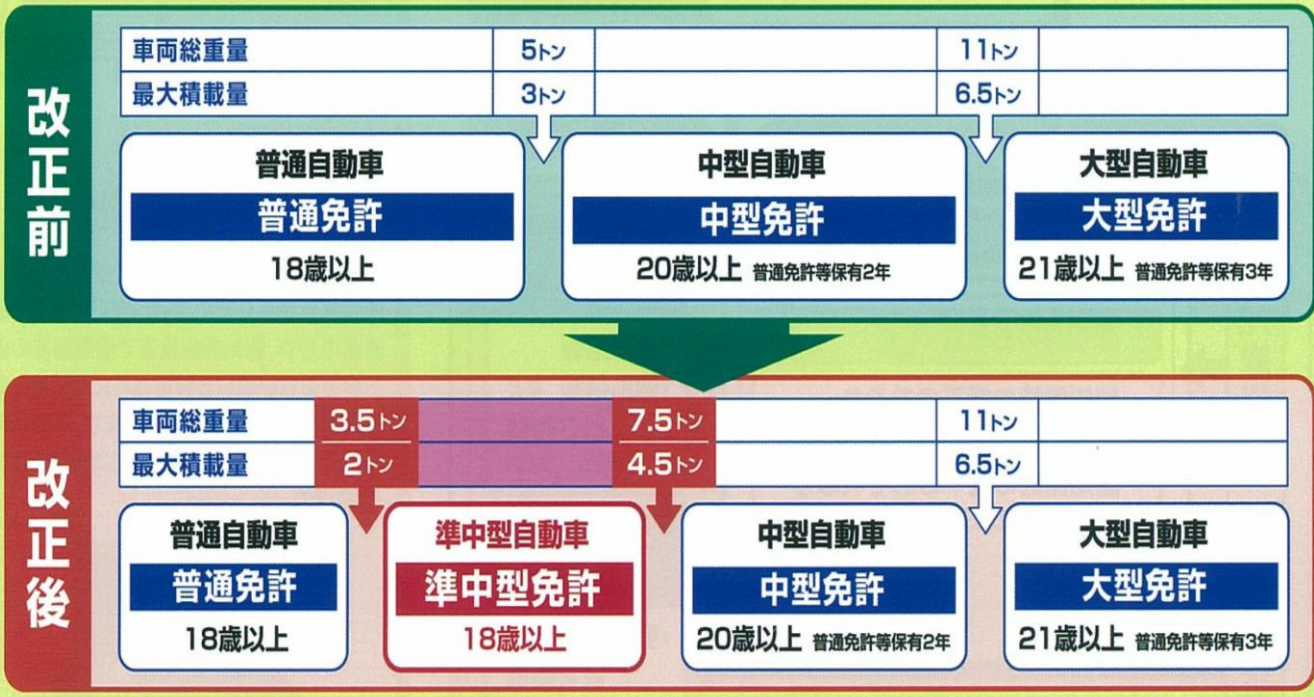 改正前
車両総重量 5トン 11トン
最大積載量 3トン 6.5トン
普通自動車
普通免許
18歳以上
中型自動車
中型免許
20歳以上 普通免許等保有2年
大型自動車
大型免許
21歳以上 普通免許等保有3年
改正後
車両総重量 3.5トン 7.5トン 11トン
最大積載量 2トン 4.5トン 6.5トン
普通自動車
普通免許
18歳以上
準中型自動車
準中型免許
18歳以上
中型自動車
中型免許
20歳以上 普通免許等保有2年
大型自動車
大型免許
21歳以上 普通免許等保有3年